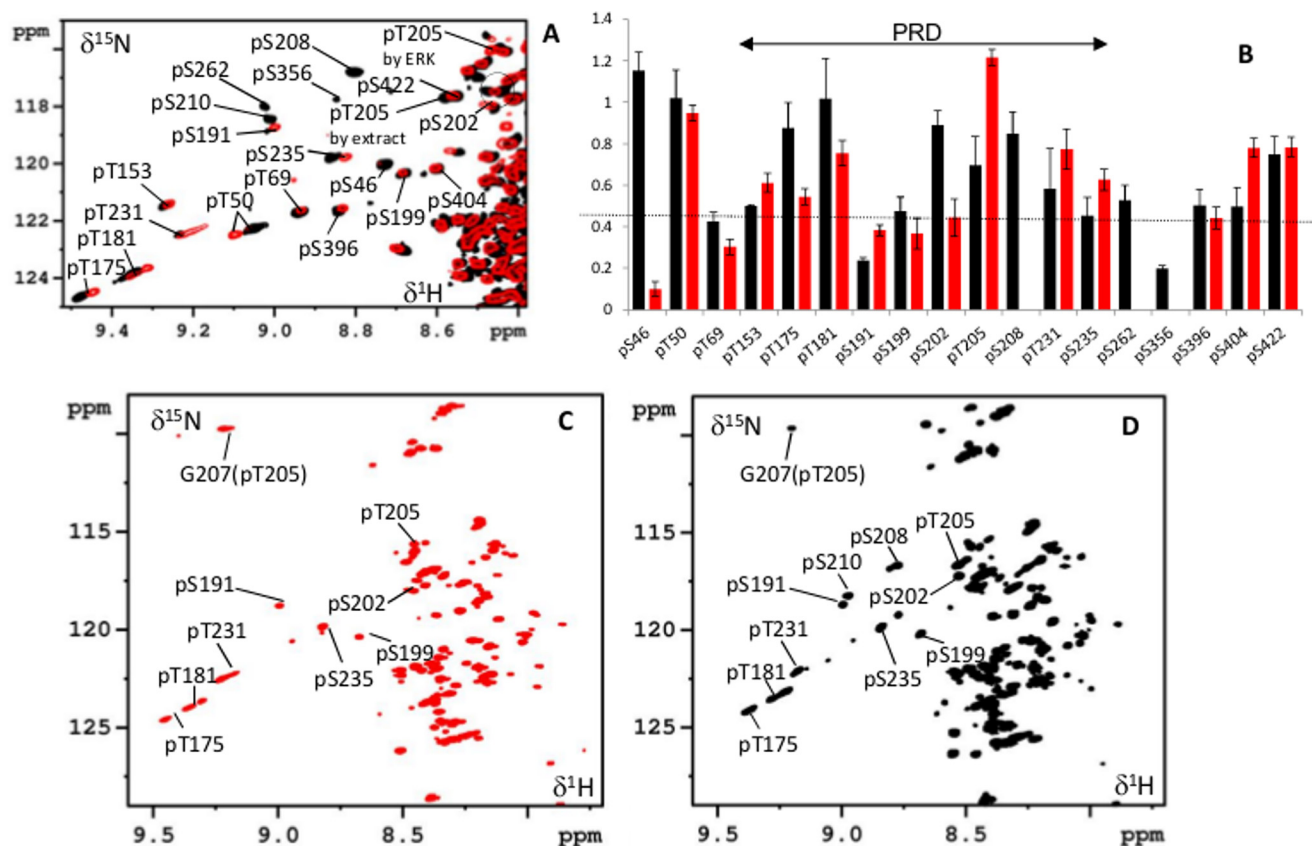 ppm
δ15N
A
pS208
pT205
by ERK
pS262
pS356
pS422
118
pS210
pT205
pS202
pS191
by extract
120
pS235
pT153
pT69
pS46
pT50
pS404
pT231
pS199
122
pT181
pS396
pT175
124
δ1H
9.4
9.2
9.0
8.8
8.6
ppm
1.4
PRD
B
1.2
1
0.8
0.6
0.4
0.2
0
pS46
pT50
pT69
pT153
pT175
pT181
pS191
pS199
pS202
pT205
pS208
pT231
pS235
pS262
pS356
pS396
pS404
pS422
ppm
δ15N
C
G207(pT205)
pT205
115
pS191
pS202
120
pT231
pS199
pT181
pS235
125
pT175
δ1H
9.5
9.0
8.5
ppm
ppm
δ15N
D
G207(pT205)
pT205
pS208
115
pS210
pS191
pS202
120
pT231
pS199
pT181
pS235
125
pT175
δ1H
9.5
9.0
8.5
ppm